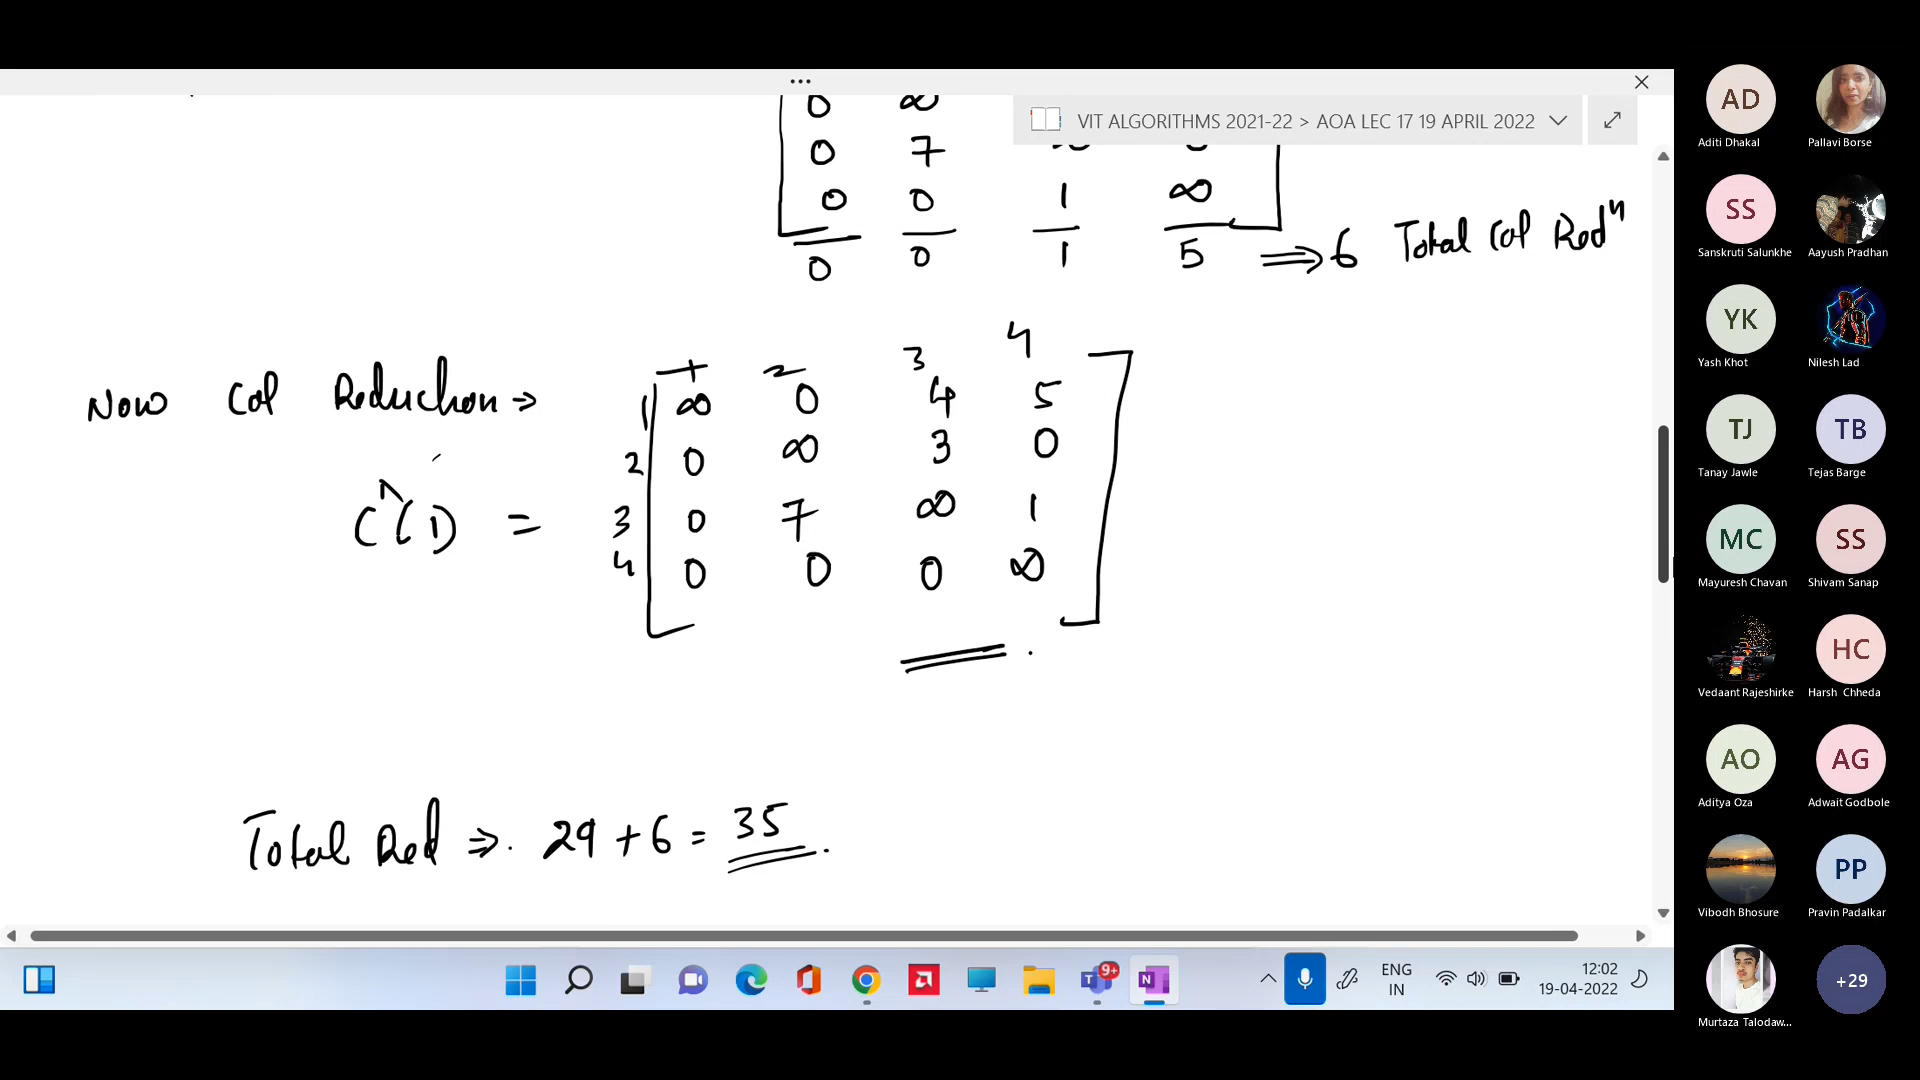 0 ∞
VIT ALGORITHMS 2021-22 > AOA LEC 17 19 APRIL 2022
0 7
0 0 1 ∞
0 0 1 5 ⟹ 6 Total Col Redⁿ
1 2 3 4
Now Col Reduction → 1 ∞ 0 4 5
2 0 ∞ 3 0
Ĉ(1) = 3 0 7 ∞ 1
4 0 0 0 ∞
Total Red ⇒ 29 + 6 = 35
AD
Aditi Dhakal
Pallavi Borse
SS
Sanskruti Salunkhe
Aayush Pradhan
YK
Yash Khot
Nilesh Lad
TJ TB
Tanay Jawle
Tejas Barge
MC SS
Mayuresh Chavan
Shivam Sanap
HC
Vedaant Rajeshirke
Harsh Chheda
AO AG
Aditya Oza
Adwait Godbole
PP
Vibodh Bhosure
Pravin Padalkar
+29
Murtaza Talodaw...
9+
ENG
IN
12:02
19-04-2022